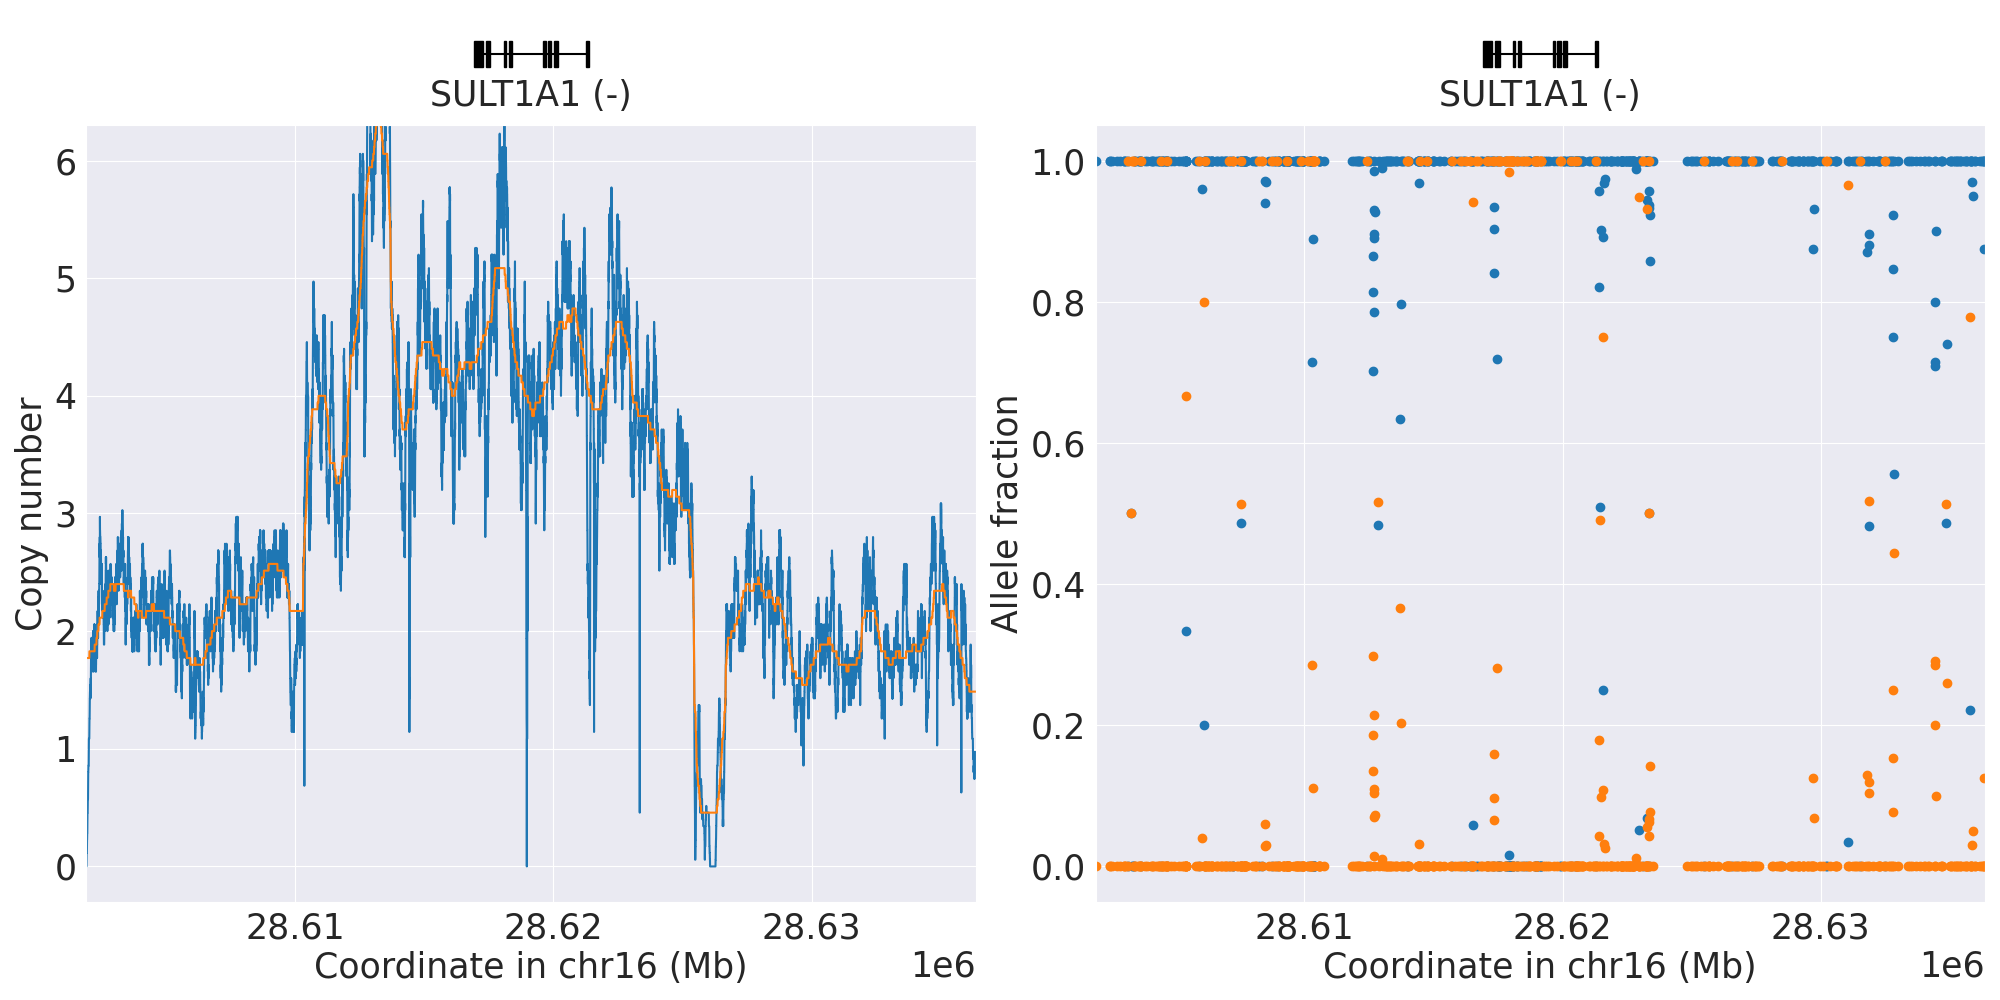 SULT1A1 (-)
6
5
4
3
2
1
0
Copy number
28.61
28.62
28.63
Coordinate in chr16 (Mb)
1e6
SULT1A1 (-)
1.0
0.8
0.6
0.4
0.2
0.0
Allele fraction
28.61
28.62
28.63
Coordinate in chr16 (Mb)
1e6